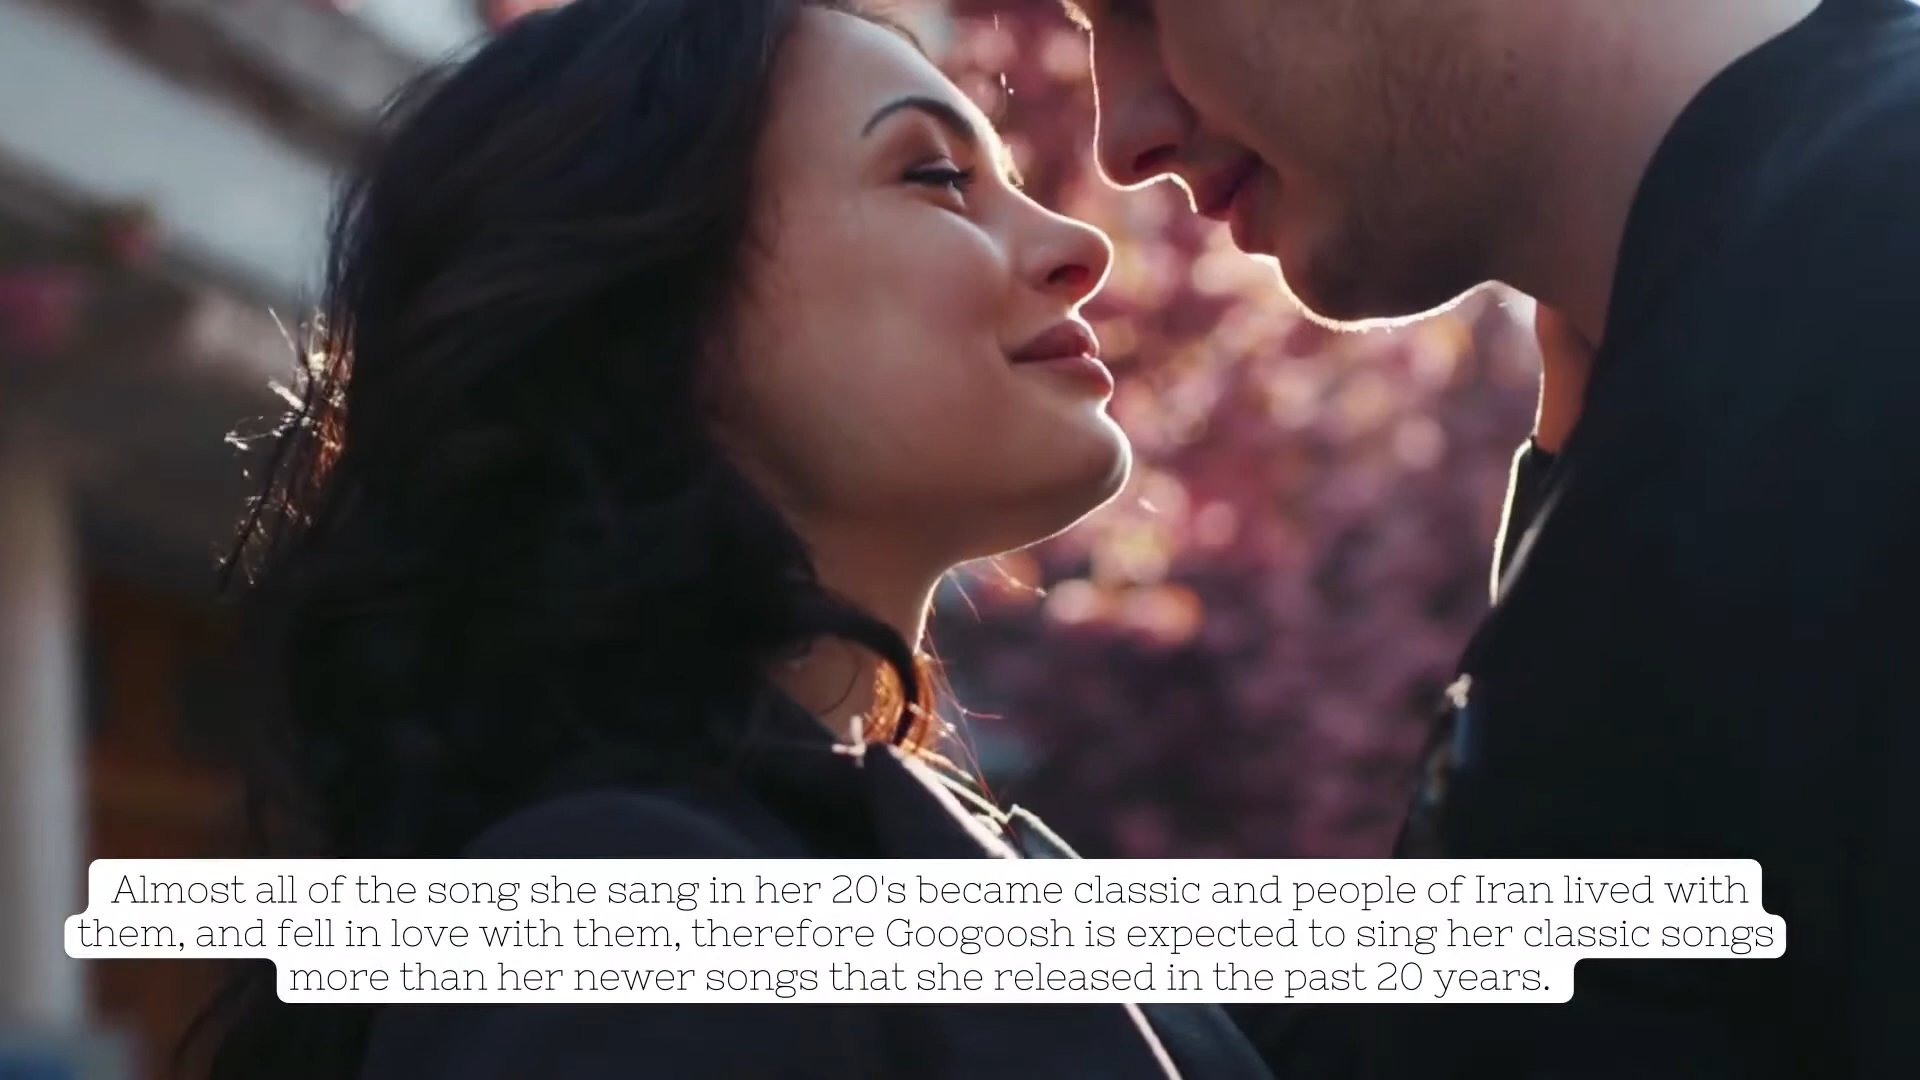 Almost all of the song she sang in her 20's became classic and people of Iran lived with
them, and fell in love with them, therefore Googoosh is expected to sing her classic songs
more than her newer songs that she released in the past 20 years.